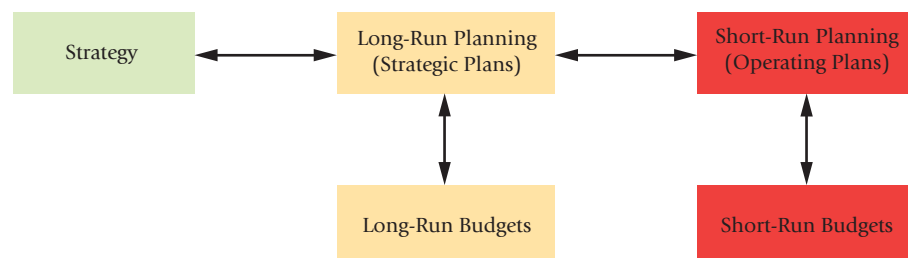 Strategy
Long-Run Planning
(Strategic Plans)
Short-Run Planning
(Operating Plans)
Long-Run Budgets
Short-Run Budgets